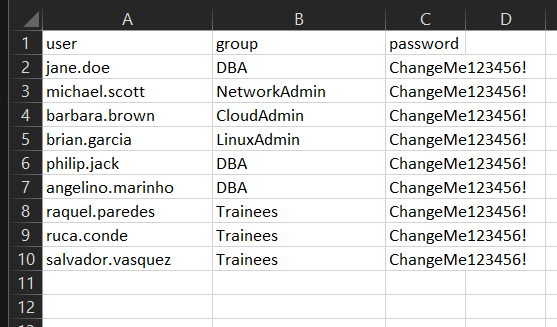 A B C D
1 user group password
2 jane.doe DBA ChangeMe123456!
3 michael.scott NetworkAdmin ChangeMe123456!
4 barbara.brown CloudAdmin ChangeMe123456!
5 brian.garcia LinuxAdmin ChangeMe123456!
6 philip.jack DBA ChangeMe123456!
7 angelino.marinho DBA ChangeMe123456!
8 raquel.paredes Trainees ChangeMe123456!
9 ruca.conde Trainees ChangeMe123456!
10 salvador.vasquez Trainees ChangeMe123456!
11
12
13